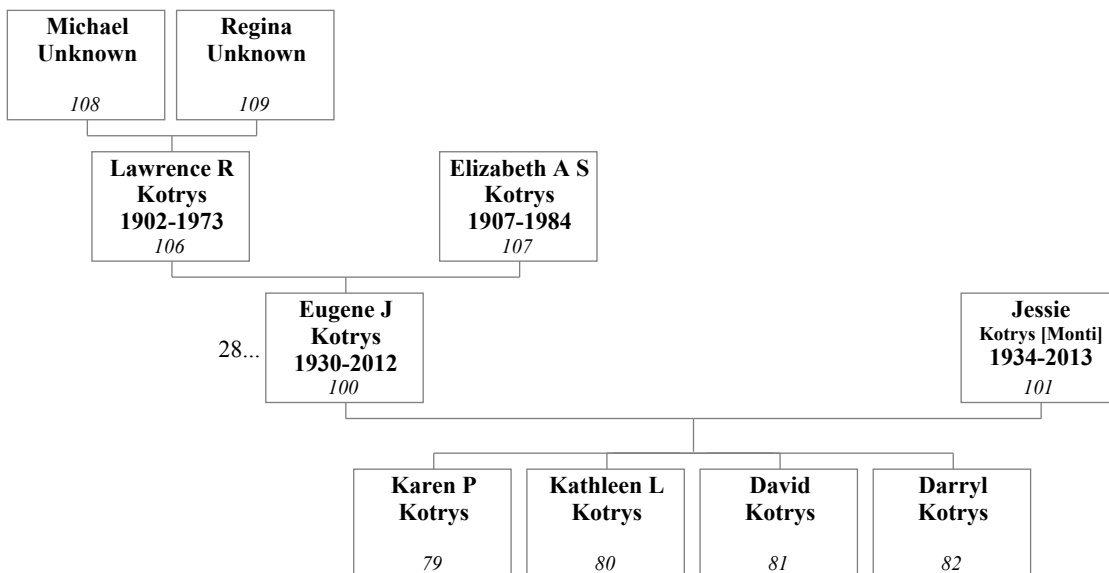 Michael
Unknown
108
Regina
Unknown
109
Lawrence R
Kotrys
1902-1973
106
Elizabeth A S
Kotrys
1907-1984
107
28...
Eugene J
Kotrys
1930-2012
100
Jessie
Kotrys [Monti]
1934-2013
101
Karen P
Kotrys
79
Kathleen L
Kotrys
80
David
Kotrys
81
Darryl
Kotrys
82